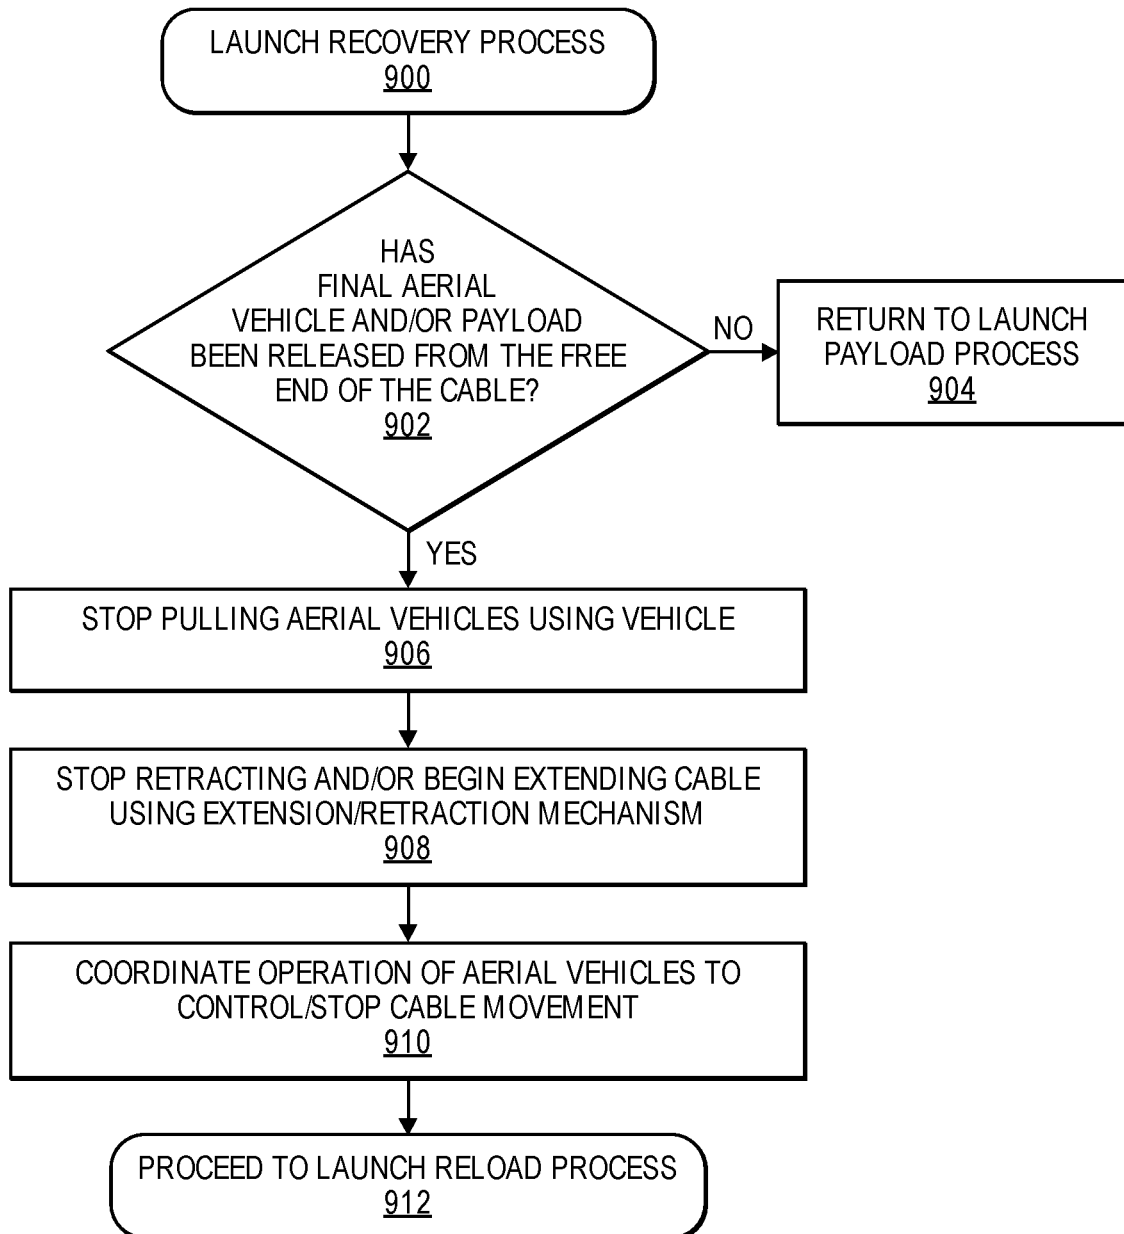 LAUNCH RECOVERY PROCESS
900
HAS
FINAL AERIAL
VEHICLE AND/OR PAYLOAD
BEEN RELEASED FROM THE FREE
END OF THE CABLE?
902
NO
RETURN TO LAUNCH
PAYLOAD PROCESS
904
YES
STOP PULLING AERIAL VEHICLES USING VEHICLE
906
STOP RETRACTING AND/OR BEGIN EXTENDING CABLE
USING EXTENSION/RETRACTION MECHANISM
908
COORDINATE OPERATION OF AERIAL VEHICLES TO
CONTROL/STOP CABLE MOVEMENT
910
PROCEED TO LAUNCH RELOAD PROCESS
912